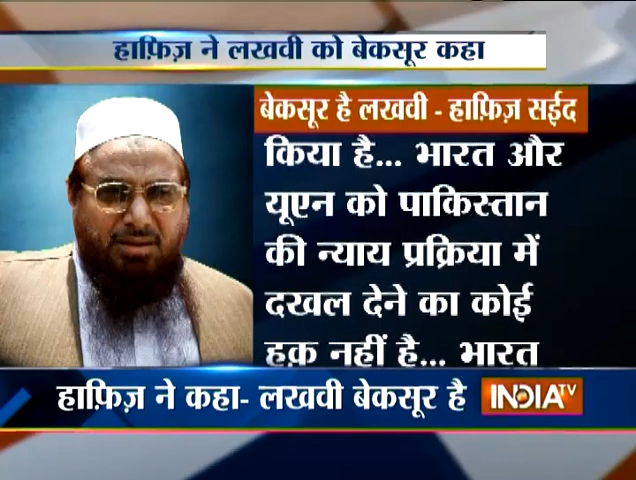 हाफ़िज़ ने लखवी को बेकसूर कहा
बेकसूर है लखवी - हाफ़िज़ सईद
किया है... भारत और
यूएन को पाकिस्तान
की न्याय प्रक्रिया में
दखल देने का कोई
हक़ नहीं है... भारत
हाफ़िज़ ने कहा- लखवी बेकसूर है
INDIA TV